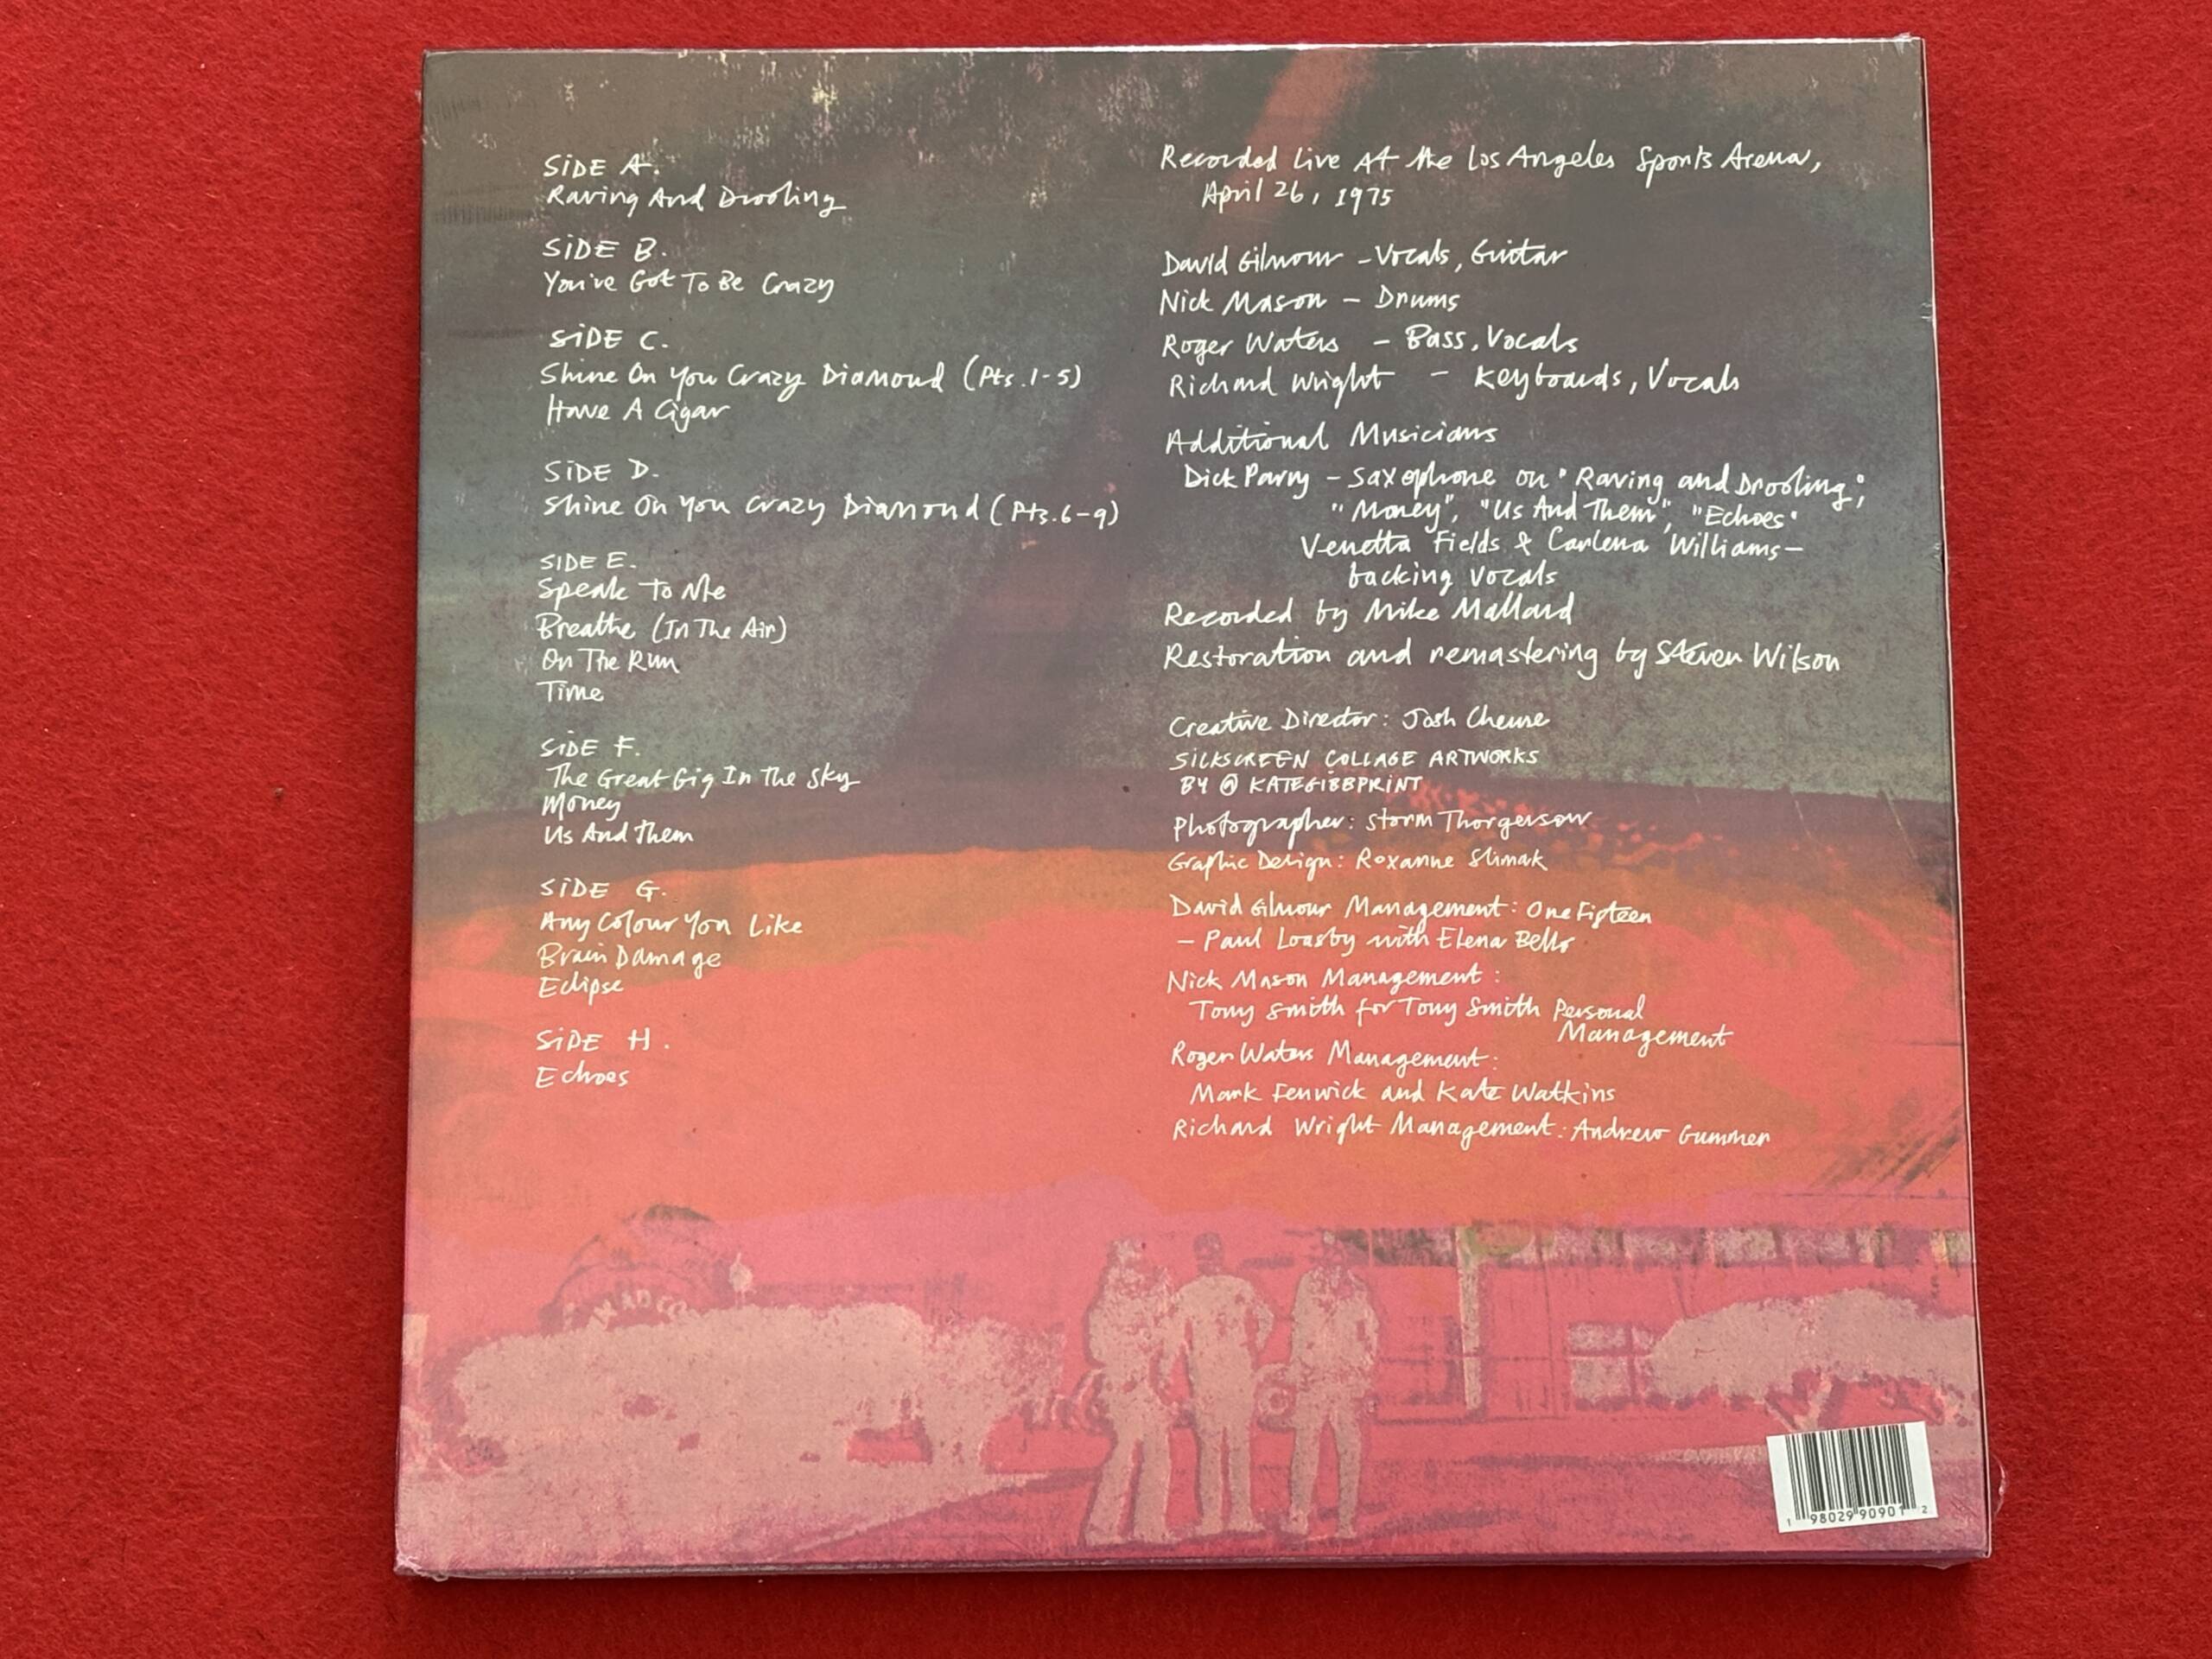 SiDE A.
Raving And Drooling
SiDE B.
You've Got To Be Crazy
SiDE C.
Shine On You Crazy Diamond (Pts.1-5)
Have A Cigar
SiDE D.
Shine On You Crazy Diamond (Pts.6-9)
SIDE E.
Speak To Me
Breathe (In The Air)
On The Run
Time
SiDE F.
The Great Gig In The Sky
Money
Us And Them
SiDE G.
Any Colour You Like
Brain Damage
Eclipse
SiDE H.
Echoes
Recorded Live At the Los Angeles Sports Arena,
April 26, 1975
David Gilmour - Vocals, Guitar
Nick Mason - Drums
Roger Waters - Bass, Vocals
Richard Wright - Keyboards, Vocals
Additional Musicians
Dick Parry - Saxophone on "Raving and Drooling",
"Money", "Us And Them", "Echoes"
Venetta Fields & Carlena Williams -
backing vocals
Recorded by Mike Millard
Restoration and remastering by Steven Wilson
Creative Director: Josh Cheuse
SiLKSCREEN COLLAGE ARTWORKS
BY @ KATEGIBBPRINT
Photographer: Storm Thorgerson
Graphic Design: Roxanne Slimak
David Gilmour Management: One Fifteen
- Paul Loasby with Elena Bello
Nick Mason Management:
Tony Smith for Tony Smith Personal
Management
Roger Waters Management:
Mark Fenwick and Kate Watkins
Richard Wright Management: Andrew Gummer
1 98029 90901 2